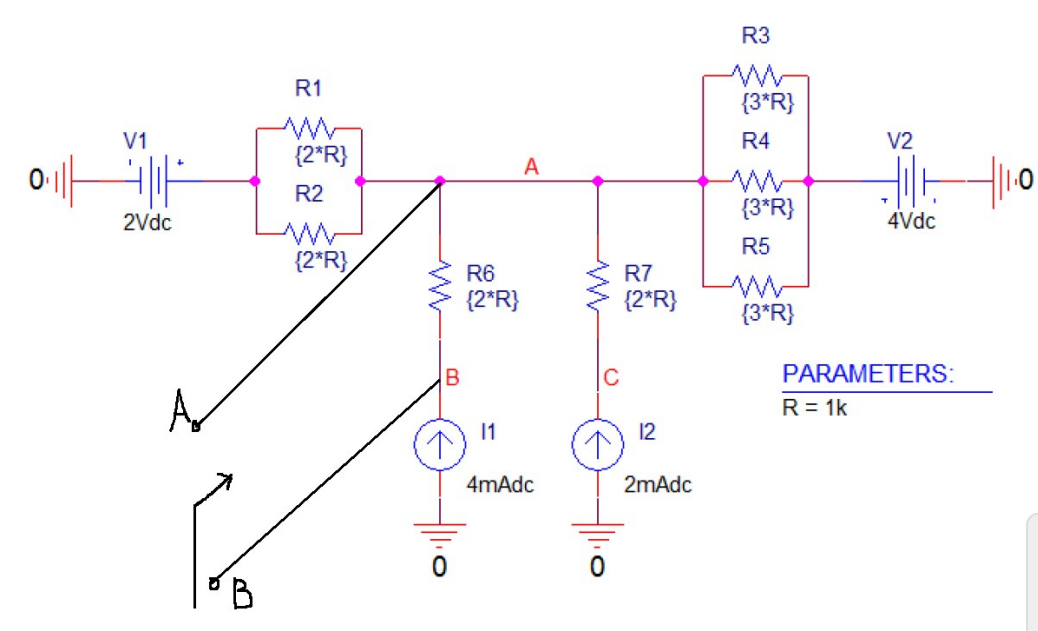 R3
{3*R}
R1
{2*R}
V1
2Vdc
0
R2
{2*R}
A
R4
{3*R}
V2
4Vdc
0
R5
{3*R}
R6
{2*R}
R7
{2*R}
B
C
PARAMETERS:
R = 1k
A
I1
4mAdc
I2
2mAdc
0
0
B